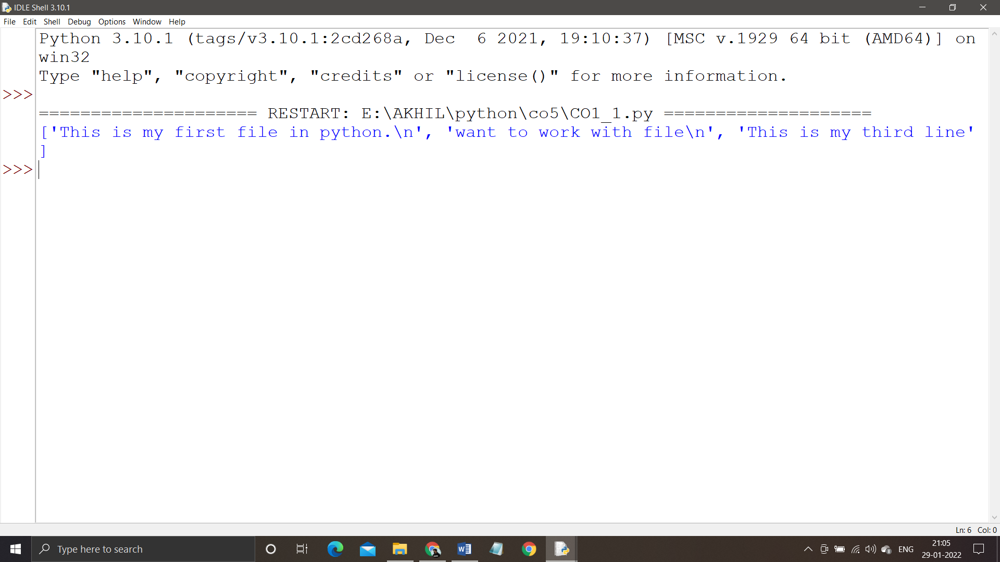 IDLE Shell 3.10.1
File Edit Shell Debug Options Window Help
Python 3.10.1 (tags/v3.10.1:2cd268a, Dec  6 2021, 19:10:37) [MSC v.1929 64 bit (AMD64)] on
win32
Type "help", "copyright", "credits" or "license()" for more information.
>>>
===================== RESTART: E:\AKHIL\python\co5\CO1_1.py ====================
['This is my first file in python.\n', 'want to work with file\n', 'This is my third line'
]
>>>
Ln: 6 Col: 0
Type here to search
ENG
21:05
29-01-2022